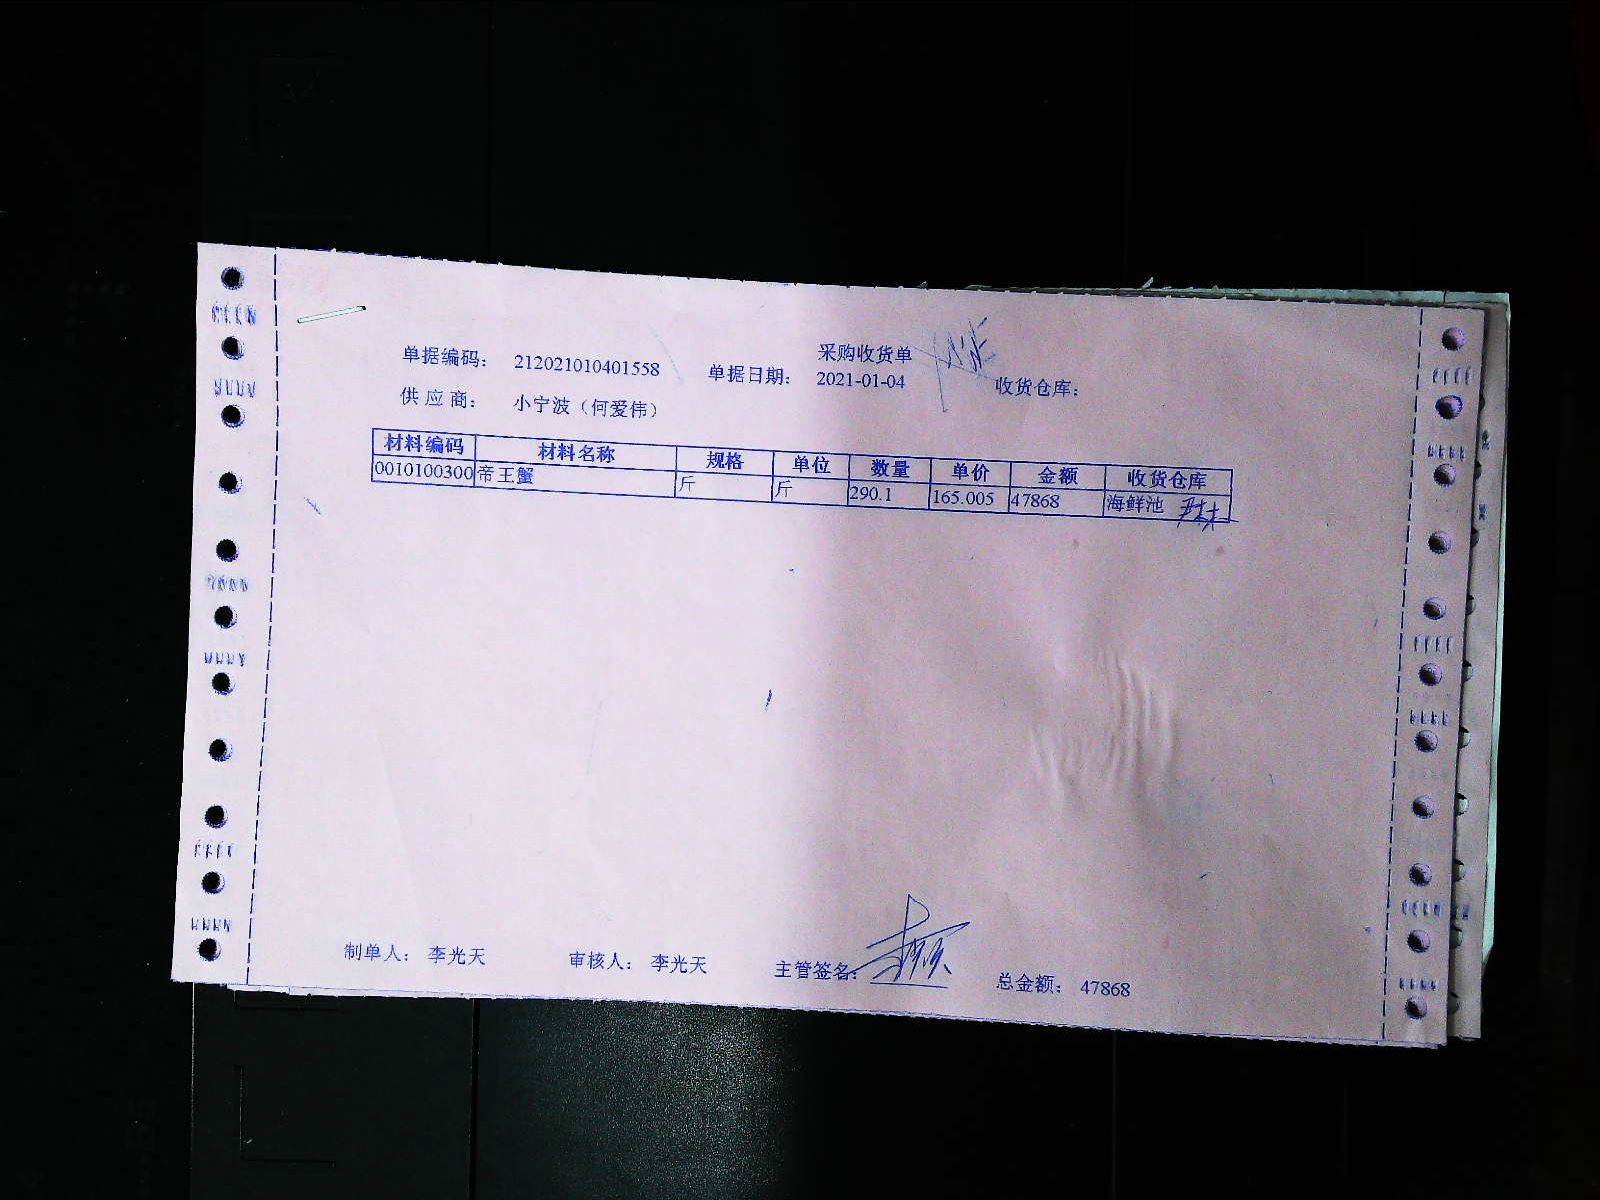 采购收货单
单据编码： 212021010401558 单据日期： 2021-01-04 收货仓库：
供 应 商： 小宁波（何爱伟）
材料编码 材料名称 规格 单位 数量 单价 金额 收货仓库
0010100300 帝王蟹 斤 斤 290.1 165.005 47868 海鲜池
制单人： 李光天 审核人： 李光天 主管签名： 总金额： 47868